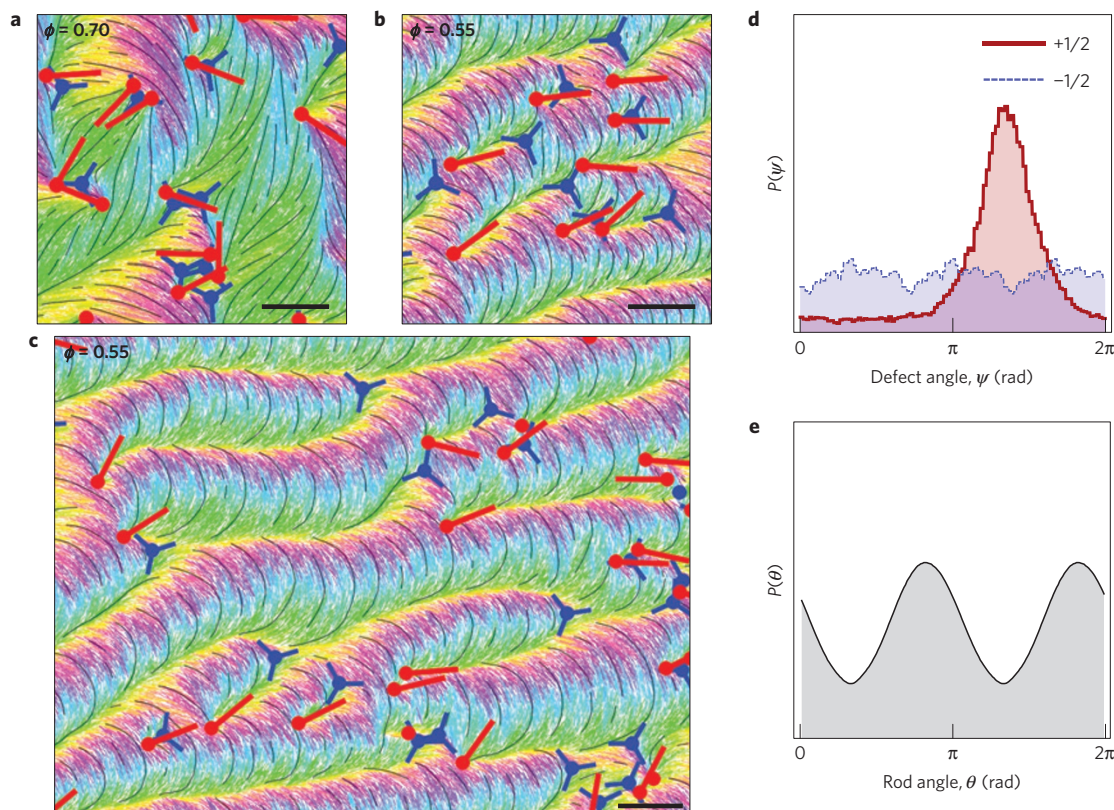 a
ϕ = 0.70
b
ϕ = 0.55
c
ϕ = 0.55
d
+1/2
−1/2
P(ψ)
0
π
2π
Defect angle, ψ (rad)
e
P(θ)
0
π
2π
Rod angle, θ (rad)